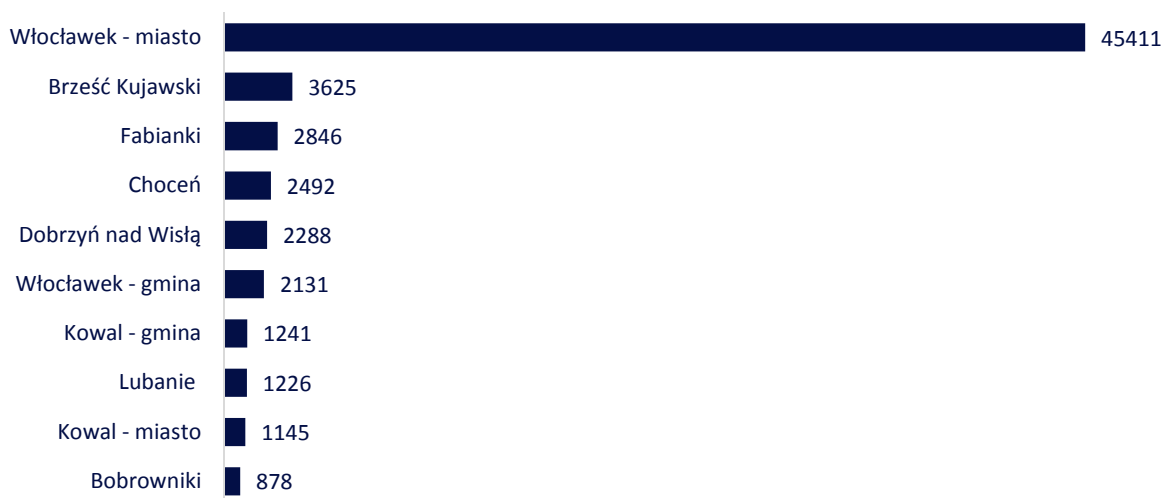 Włocławek - miasto 45411
Brześć Kujawski 3625
Fabianki 2846
Choceń 2492
Dobrzyń nad Wisłą 2288
Włocławek - gmina 2131
Kowal - gmina 1241
Lubanie 1226
Kowal - miasto 1145
Bobrowniki 878